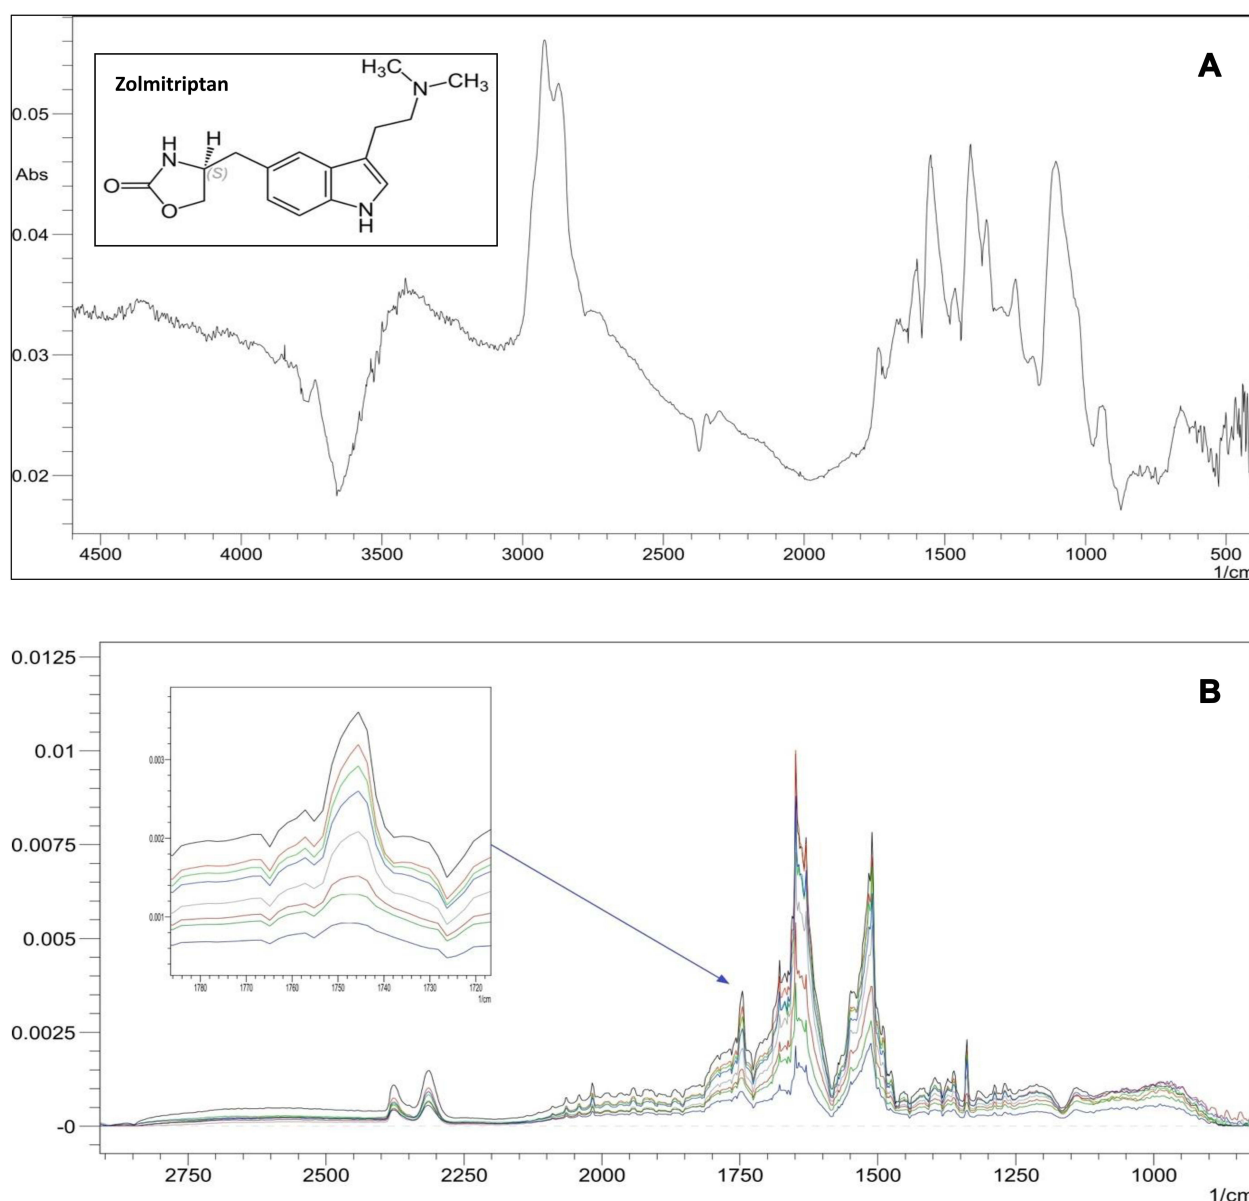 A
Zolmitriptan
H₃C
N
CH₃
H
H
N
(S)
O
O
N
H
0.05
Abs
0.04
0.03
0.02
4500 4000 3500 3000 2500 2000 1500 1000 500
1/cm
B
0.0125
0.01
0.0075
0.005
0.0025
-0
0.003
0.002
0.001
1780 1770 1760 1750 1740 1730 1720
1/cm
2750 2500 2250 2000 1750 1500 1250 1000
1/cm